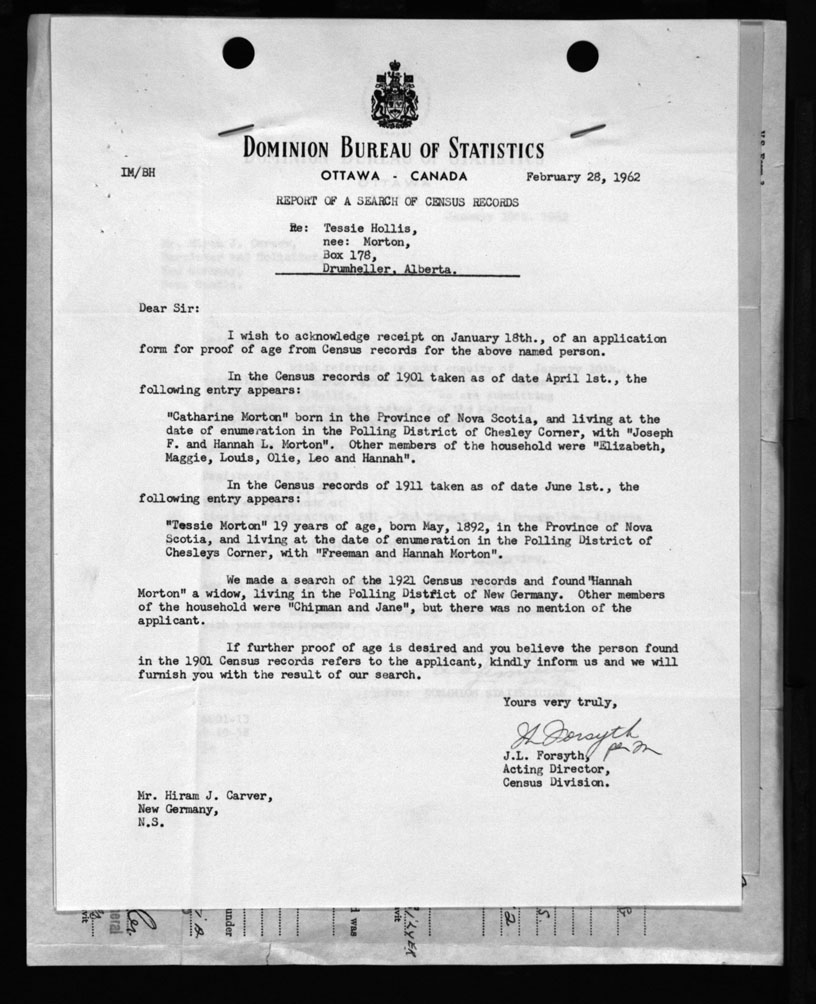 DOMINION BUREAU OF STATISTICS
IM/BH
OTTAWA - CANADA
February 28, 1962
REPORT OF A SEARCH OF CENSUS RECORDS
Re: Tessie Hollis,
nee: Morton,
Box 178,
Drumheller, Alberta.
Dear Sir:
I wish to acknowledge receipt on January 18th., of an application
form for proof of age from Census records for the above named person.
In the Census records of 1901 taken as of date April 1st., the
following entry appears:
"Catharine Morton" born in the Province of Nova Scotia, and living at the
date of enumeration in the Polling District of Chesley Corner, with "Joseph
F. and Hannah L. Morton". Other members of the household were "Elizabeth,
Maggie, Louis, Olie, Leo and Hannah".
In the Census records of 1911 taken as of date June 1st., the
following entry appears:
"Tessie Morton" 19 years of age, born May, 1892, in the Province of Nova
Scotia, and living at the date of enumeration in the Polling District of
Chesleys Corner, with "Freeman and Hannah Morton".
We made a search of the 1921 Census records and found "Hannah
Morton" a widow, living in the Polling District of New Germany. Other members
of the household were "Chipman and Jane", but there was no mention of the
applicant.
If further proof of age is desired and you believe the person found
in the 1901 Census records refers to the applicant, kindly inform us and we will
furnish you with the result of our search.
Yours very truly,
JL Forsyth
per
J.L. Forsyth,
Acting Director,
Census Division.
Mr. Hiram J. Carver,
New Germany,
N.S.
under
was